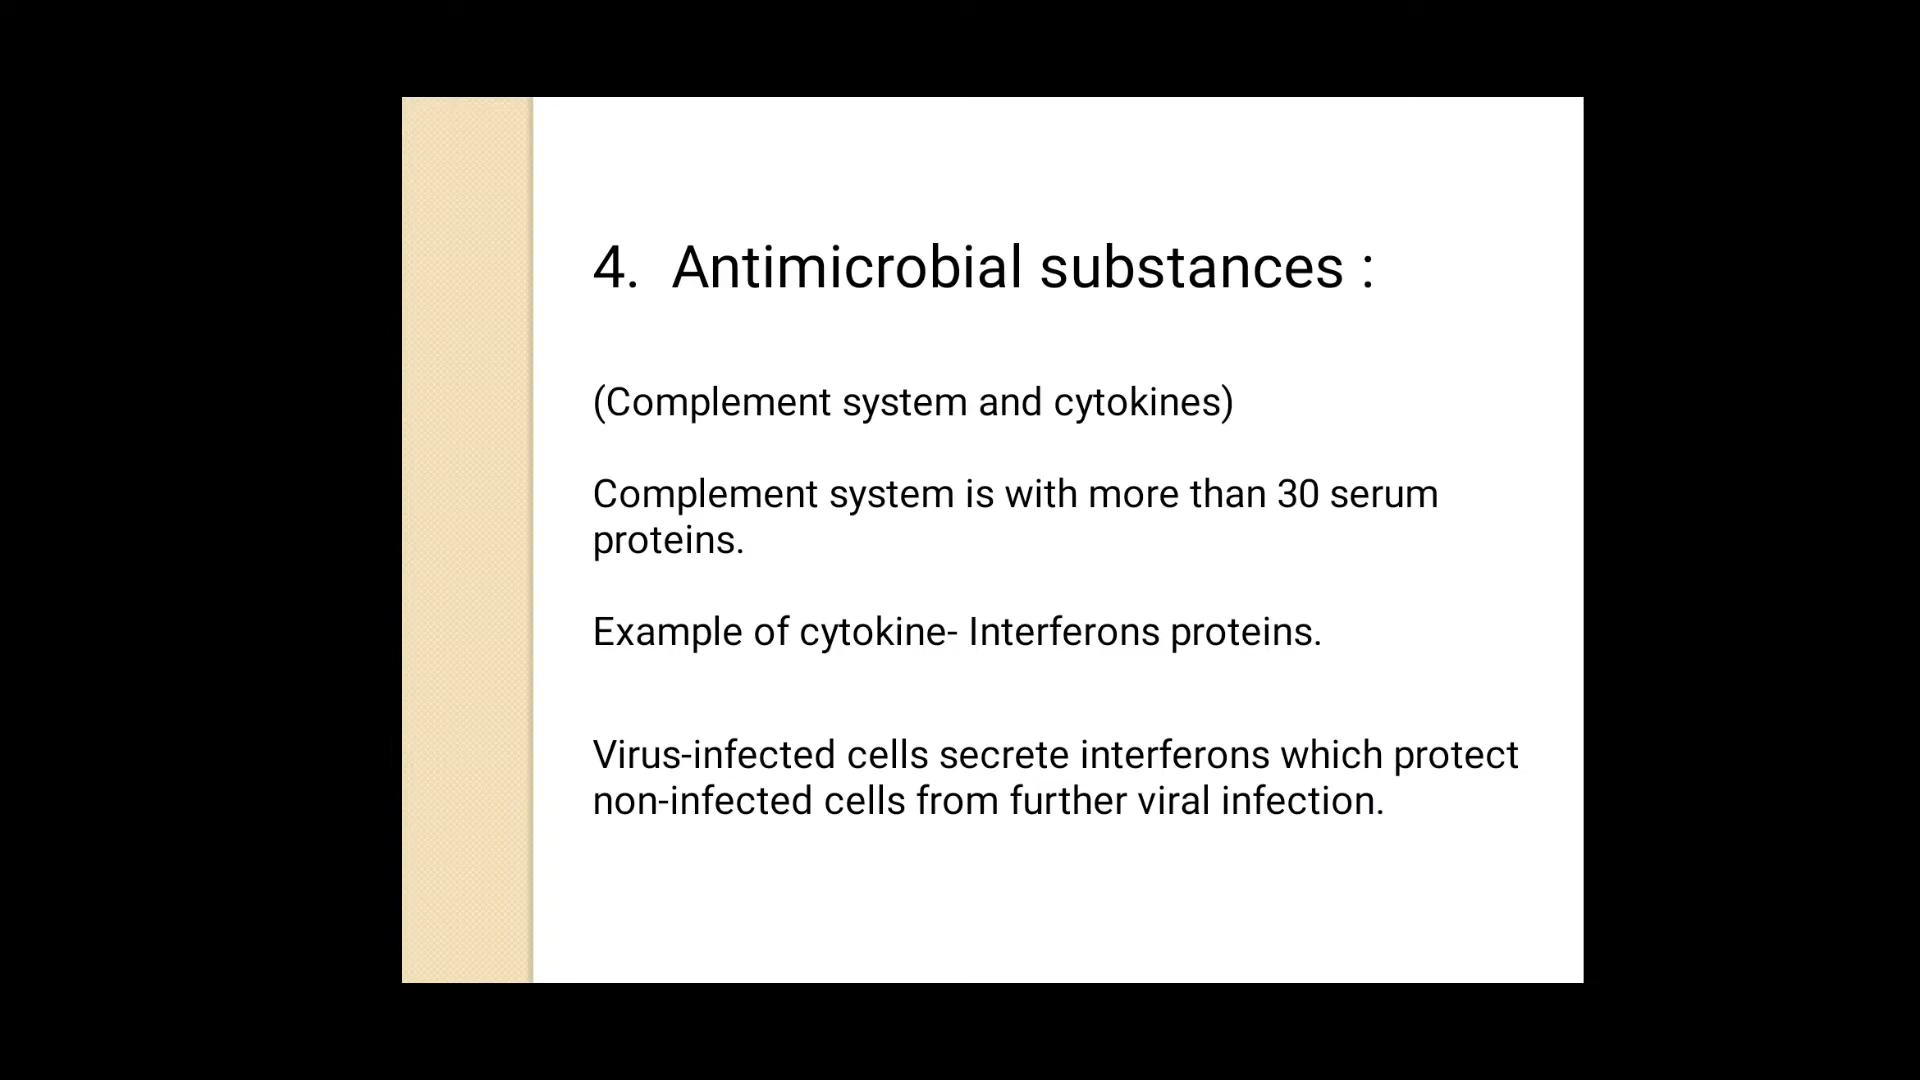 4. Antimicrobial substances :
(Complement system and cytokines)
Complement system is with more than 30 serum
proteins.
Example of cytokine- Interferons proteins.
Virus-infected cells secrete interferons which protect
non-infected cells from further viral infection.